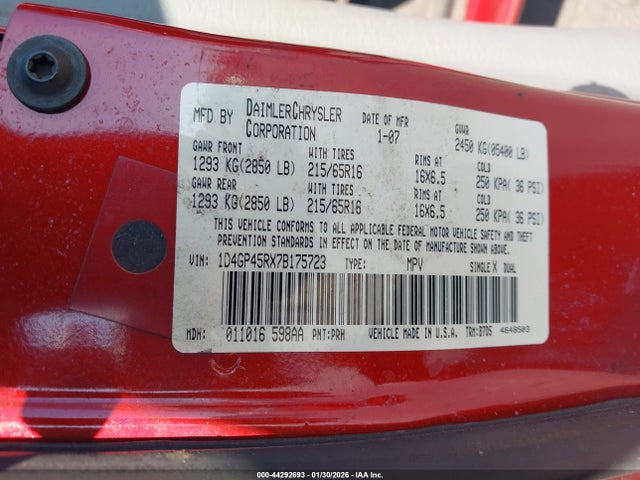 MFD BY DAIMLERCHRYSLER CORPORATION DATE OF MFR 1-07 GVWR 2450 KG(05400 LB)
GAWR FRONT WITH TIRES RIMS AT COLD
1293 KG(2850 LB) 215/65R16 16X6.5 250 KPA( 36 PSI)
GAWR REAR WITH TIRES RIMS AT COLD
1293 KG(2850 LB) 215/65R16 16X6.5 250 KPA( 36 PSI)
THIS VEHICLE CONFORMS TO ALL APPLICABLE FEDERAL MOTOR VEHICLE SAFETY AND THEFT
PREVENTION STANDARDS IN EFFECT ON THE DATE OF MANUFACTURE SHOWN ABOVE.
VIN: 1D4GP45RX7B175723 TYPE: MPV SINGLE X DUAL
MDH: 011016 598AA PNT:PRH VEHICLE MADE IN U.S.A. TRM:B7D5 4648503
000-44292693 | 01/30/2026 | IAA Inc.